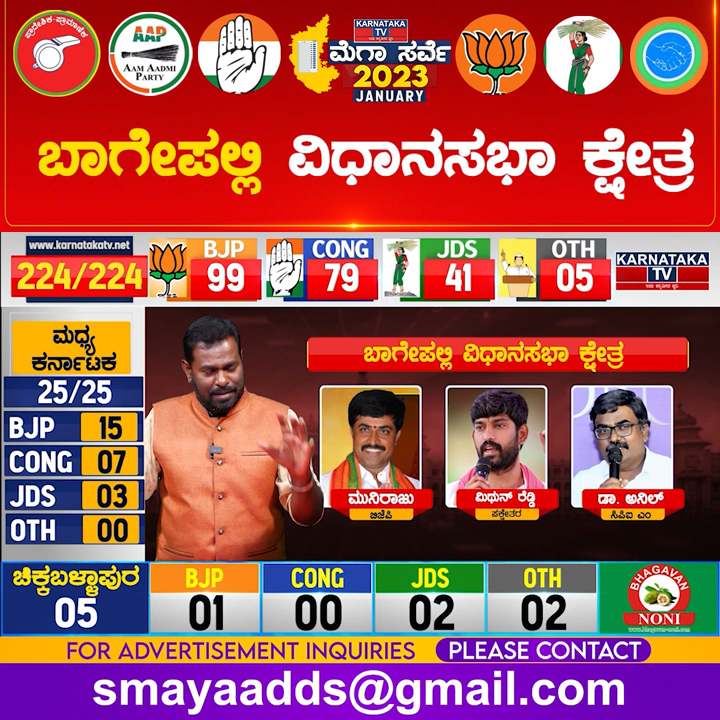 ಪ್ರಾದೇಶಿಕ-ಪ್ರಾಮಾಣಿಕ
AAP
AAM AADMI
PARTY
KARNATAKA
TV
ಮೆಗಾ ಸರ್ವೆ
2023
JANUARY
ಬಾಗೇಪಲ್ಲಿ ವಿಧಾನಸಭಾ ಕ್ಷೇತ್ರ
www.karnatakatv.net
224/224
BJP 99
CONG 79
JDS 41
OTH 05
KARNATAKA
TV
ಮಧ್ಯ
ಕರ್ನಾಟಕ
25/25
BJP 15
CONG 07
JDS 03
OTH 00
ಬಾಗೇಪಲ್ಲಿ ವಿಧಾನಸಭಾ ಕ್ಷೇತ್ರ
ಮುನಿರಾಜು
ಬಿಜೆಪಿ
ಮಿಥುನ್ ರೆಡ್ಡಿ
ಪಕ್ಷೇತರ
ಡಾ. ಅನಿಲ್
ಸಿಪಿಐ ಎಂ
ಚಿಕ್ಕಬಳ್ಳಾಪುರ
05
BJP 01
CONG 00
JDS 02
OTH 02
BHAGAVAN
NONI
FOR ADVERTISEMENT INQUIRIES PLEASE CONTACT
smayaadds@gmail.com